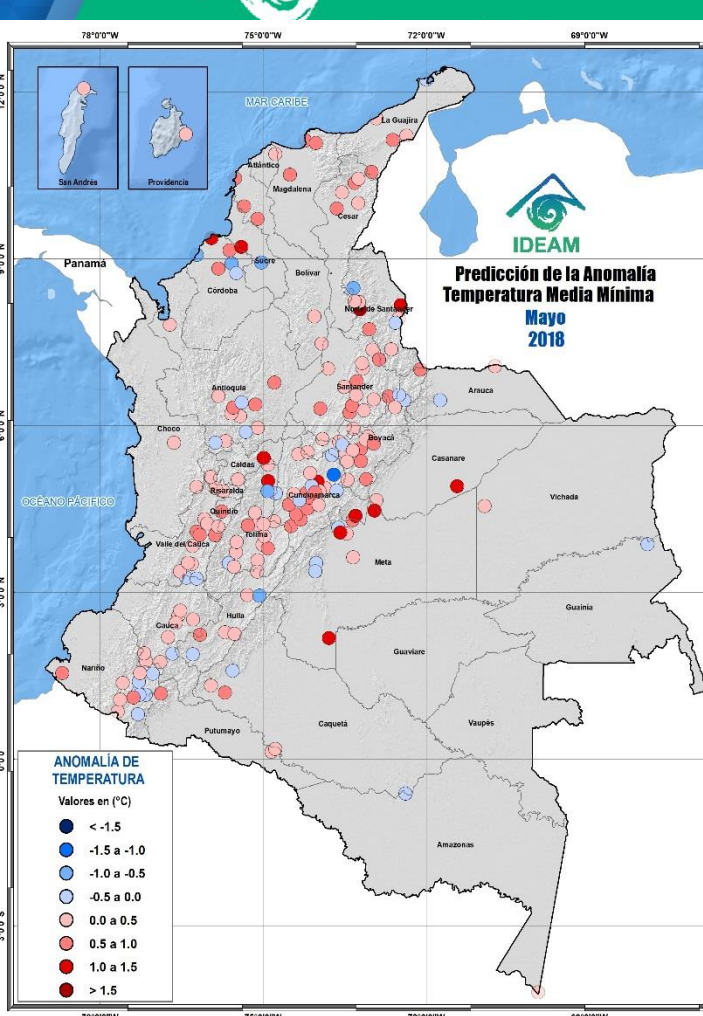 78°0'0"W 75°0'0"W 72°0'0"W 69°0'0"W
MAR CARIBE
La Guajira
San Andrés
Providencia
Atlántico
Magdalena
Cesar
IDEAM
Predicción de la Anomalía
Temperatura Media Mínima
Mayo
2018
Panamá
Sucre
Bolívar
Córdoba
Norte de Santander
Antioquia
Santander
Arauca
Choco
Boyacá
Casanare
Caldas
Vichada
OCÉANO PÁCIFICO
Risaralda
Cundinamarca
Quindío
Tolima
Valle del Cauca
Meta
Guainía
Huila
Cauca
Guaviare
Nariño
Caquetá
Vaupés
Putumayo
Amazonas
ANOMALÍA DE
TEMPERATURA
Valores en (°C)
< -1.5
-1.5 a -1.0
-1.0 a -0.5
-0.5 a 0.0
0.0 a 0.5
0.5 a 1.0
1.0 a 1.5
> 1.5